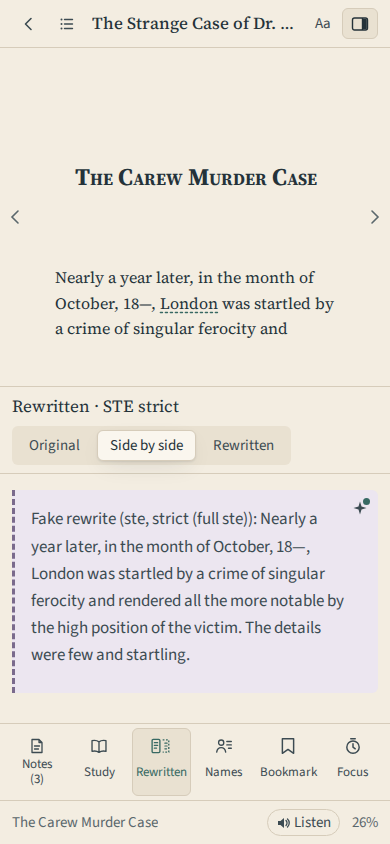 The Strange Case of Dr. ...
Aa
The Carew Murder Case
Nearly a year later, in the month of
October, 18—, London was startled by
a crime of singular ferocity and
Rewritten · STE strict
Original
Side by side
Rewritten
Fake rewrite (ste, strict (full ste)): Nearly a
year later, in the month of October, 18—,
London was startled by a crime of singular
ferocity and rendered all the more notable by
the high position of the victim. The details
were few and startling.
Notes
(3)
Study
Rewritten
Names
Bookmark
Focus
The Carew Murder Case
Listen
26%